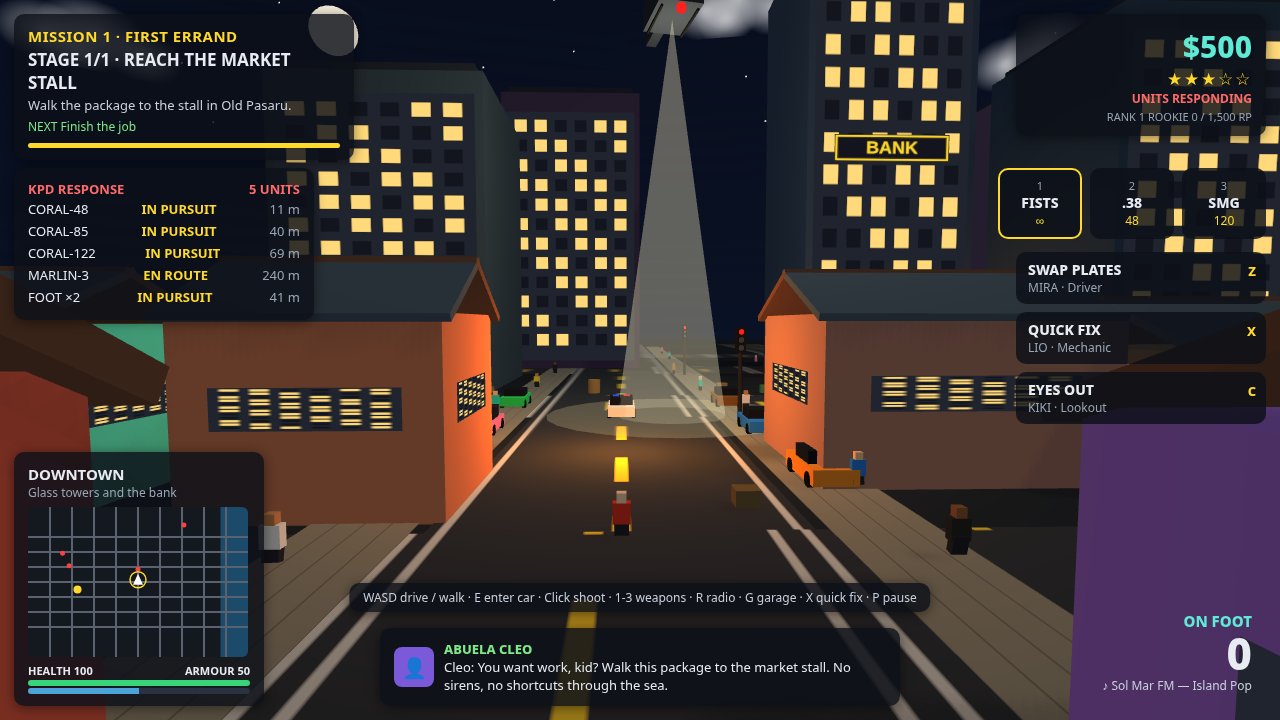 MISSION 1 · FIRST ERRAND
STAGE 1/1 · REACH THE MARKET
STALL
Walk the package to the stall in Old Pasaru.
NEXT Finish the job
KPD RESPONSE 5 UNITS
CORAL-48 IN PURSUIT 11 m
CORAL-85 IN PURSUIT 40 m
CORAL-122 IN PURSUIT 69 m
MARLIN-3 EN ROUTE 240 m
FOOT ×2 IN PURSUIT 41 m
BANK
$500
★★★☆☆
UNITS RESPONDING
RANK 1 ROOKIE 0 / 1,500 RP
1 2 3
FISTS .38 SMG
∞ 48 120
SWAP PLATES Z
MIRA · Driver
QUICK FIX X
LIO · Mechanic
EYES OUT C
KIKI · Lookout
DOWNTOWN
Glass towers and the bank
HEALTH 100 ARMOUR 50
WASD drive / walk · E enter car · Click shoot · 1-3 weapons · R radio · G garage · X quick fix · P pause
ABUELA CLEO
Cleo: You want work, kid? Walk this package to the market stall. No
sirens, no shortcuts through the sea.
ON FOOT
0
♪ Sol Mar FM — Island Pop